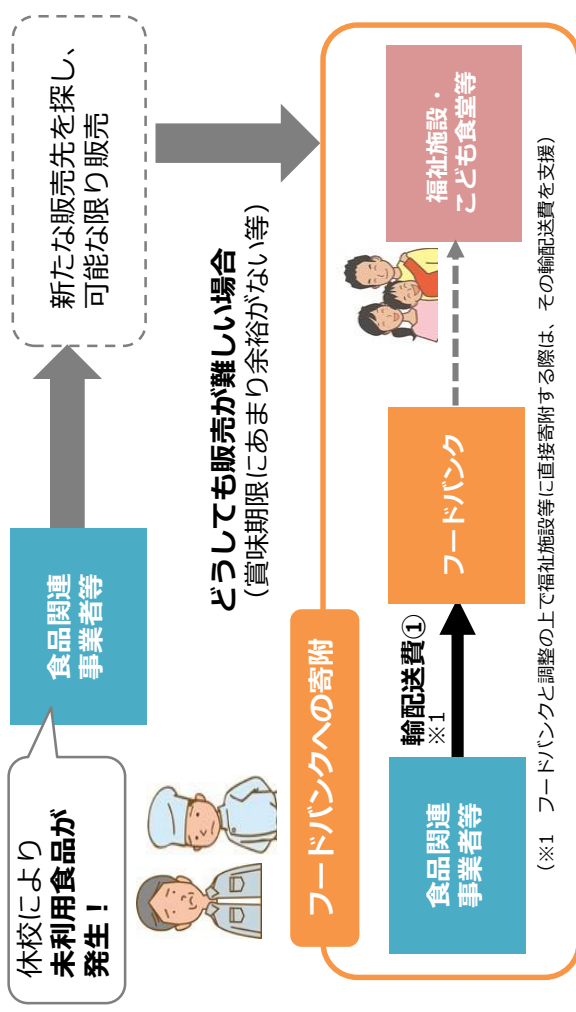 休校により
未利用食品が
発生！
食品関連
事業者等
新たな販売先を探し、
可能な限り販売
どうしても販売が難しい場合
（賞味期限にあまり余裕がない等）
フードバンクへの寄附
食品関連
事業者等
輸配送費①
※1
フードバンク
福祉施設・
こども食堂等
（※1　フードバンクと調整の上で福祉施設等に直接寄附する際は、その輸配送費を支援）